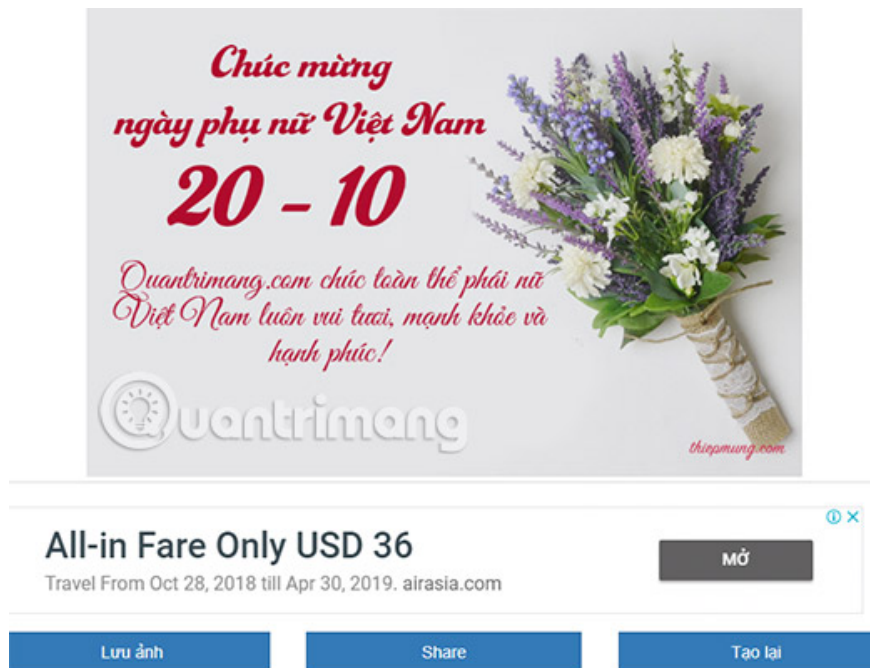 Chúc mừng
ngày phụ nữ Việt Nam
20 - 10
Quantrimang.com chúc toàn thể phái nữ
Việt Nam luôn vui tươi, mạnh khỏe và
hạnh phúc!
Quantrimang
thiepmung.com
All-in Fare Only USD 36
Travel From Oct 28, 2018 till Apr 30, 2019. airasia.com
MỞ
Lưu ảnh
Share
Tạo lại